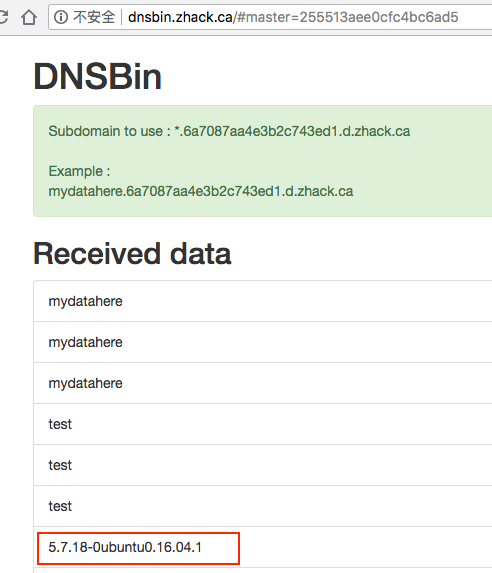 不安全 dnsbin.zhack.ca/#master=255513aee0cfc4bc6ad5
DNSBin
Subdomain to use : *.6a7087aa4e3b2c743ed1.d.zhack.ca
Example :
mydatahere.6a7087aa4e3b2c743ed1.d.zhack.ca
Received data
mydatahere
mydatahere
mydatahere
test
test
test
5.7.18-0ubuntu0.16.04.1